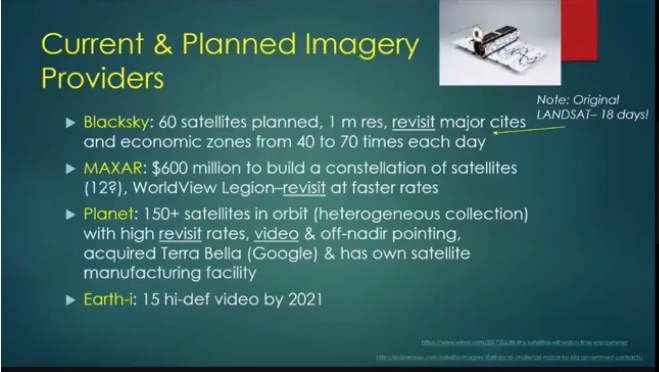 Current & Planned Imagery
Providers
Note: Original
LANDSAT– 18 days!
Blacksky: 60 satellites planned, 1 m res, revisit major cites
and economic zones from 40 to 70 times each day
MAXAR: $600 million to build a constellation of satellites
(12?), WorldView Legion–revisit at faster rates
Planet: 150+ satellites in orbit (heterogeneous collection)
with high revisit rates, video & off-nadir pointing,
acquired Terra Bella (Google) & has own satellite
manufacturing facility
Earth-i: 15 hi-def video by 2021